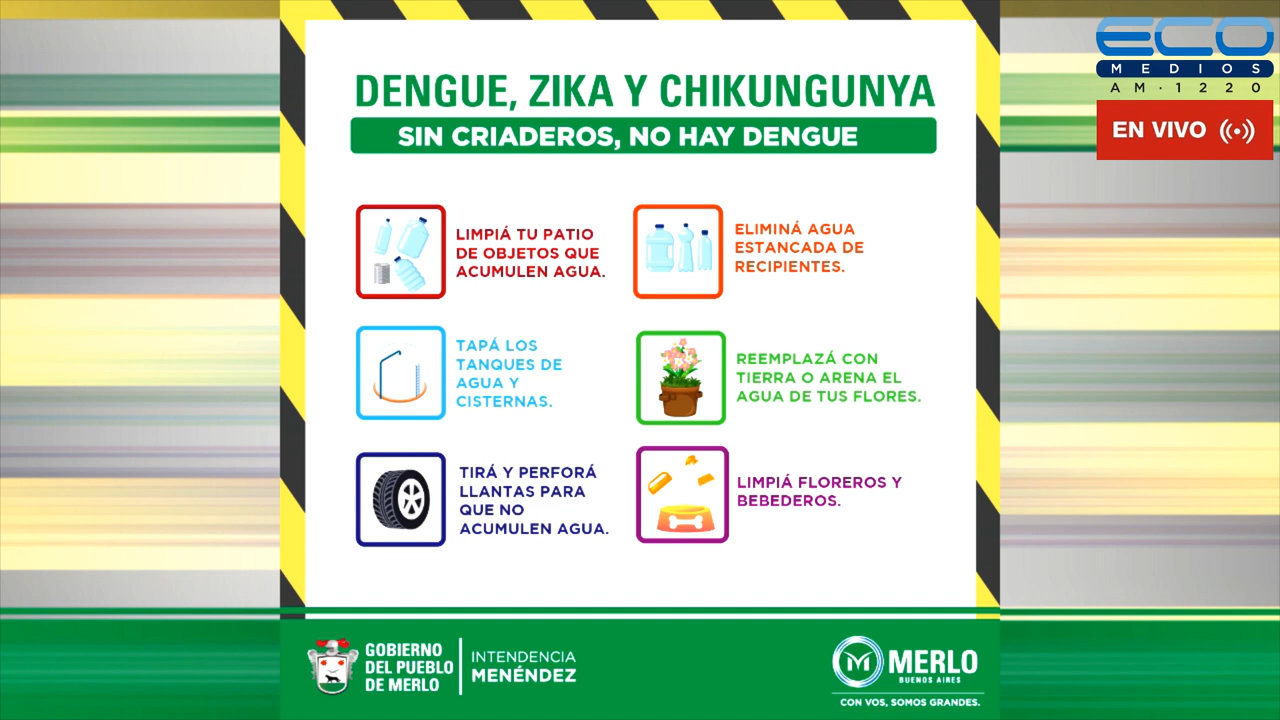 ECO
MEDIOS
AM·1220
EN VIVO
DENGUE, ZIKA Y CHIKUNGUNYA
SIN CRIADEROS, NO HAY DENGUE
LIMPIÁ TU PATIO
DE OBJETOS QUE
ACUMULEN AGUA.
ELIMINÁ AGUA
ESTANCADA DE
RECIPIENTES.
TAPÁ LOS
TANQUES DE
AGUA Y
CISTERNAS.
REEMPLAZÁ CON
TIERRA O ARENA EL
AGUA DE TUS FLORES.
TIRÁ Y PERFORÁ
LLANTAS PARA
QUE NO
ACUMULEN AGUA.
LIMPIÁ FLOREROS Y
BEBEDEROS.
GOBIERNO
DEL PUEBLO
DE MERLO
INTENDENCIA
MENÉNDEZ
MERLO
BUENOS AIRES
CON VOS, SOMOS GRANDES.